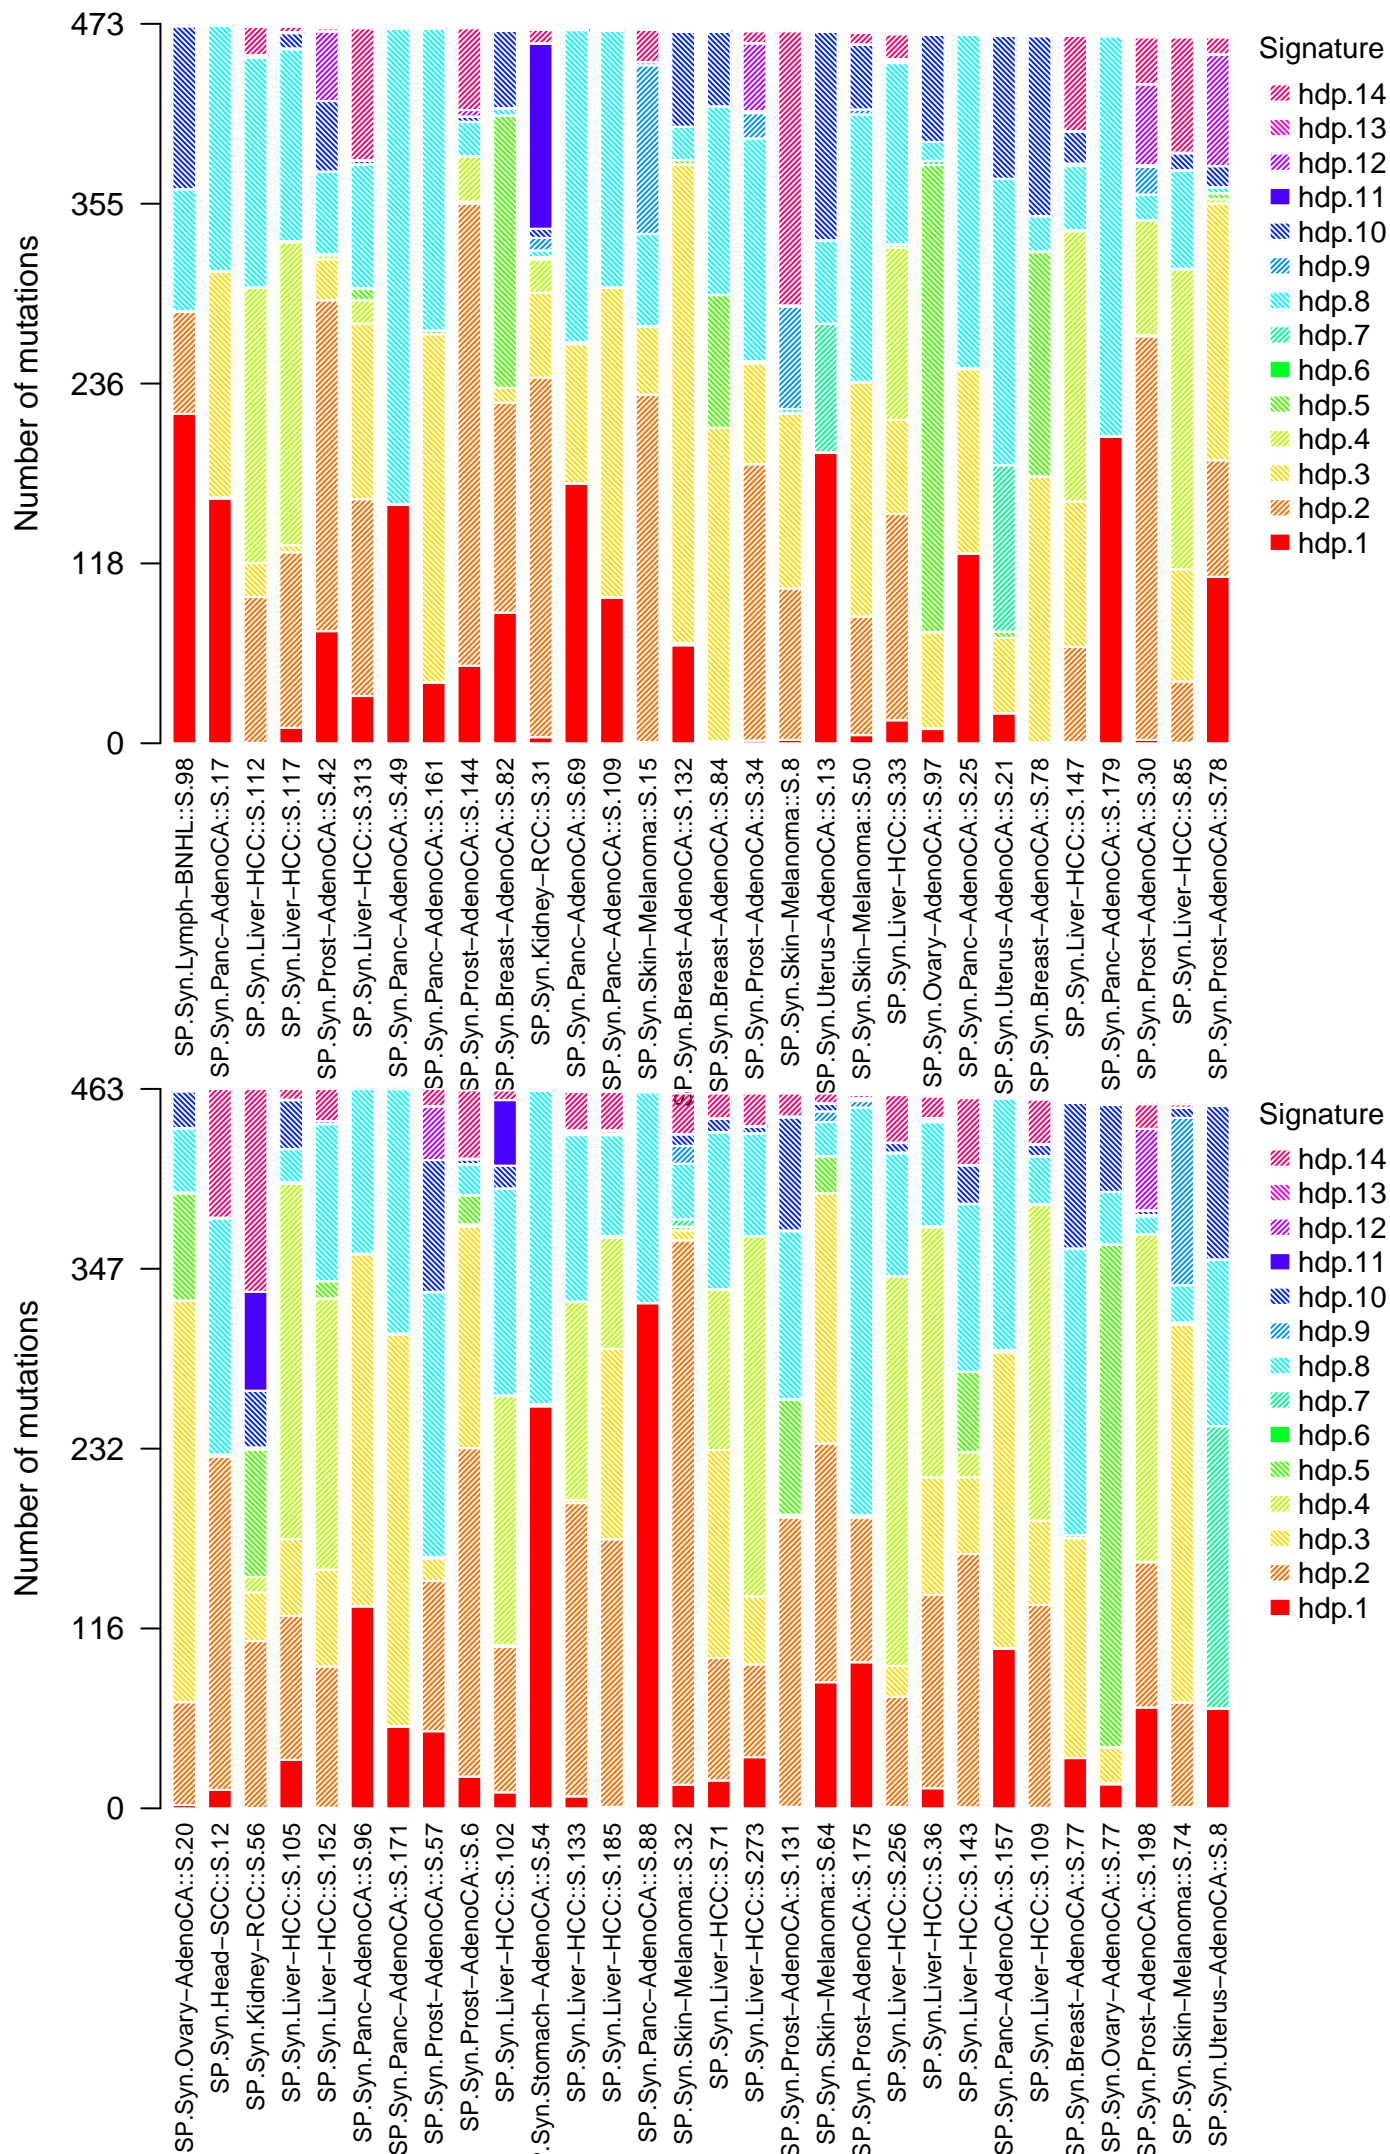 473
355
236
118
0
Number of mutations
Signature
hdp.14
hdp.13
hdp.12
hdp.11
hdp.10
hdp.9
hdp.8
hdp.7
hdp.6
hdp.5
hdp.4
hdp.3
hdp.2
hdp.1
SP.Syn.Lymph−BNHL::S.98
SP.Syn.Panc−AdenoCA::S.17
SP.Syn.Liver−HCC::S.112
SP.Syn.Liver−HCC::S.117
SP.Syn.Prost−AdenoCA::S.42
SP.Syn.Liver−HCC::S.313
SP.Syn.Panc−AdenoCA::S.49
SP.Syn.Panc−AdenoCA::S.161
SP.Syn.Prost−AdenoCA::S.144
SP.Syn.Breast−AdenoCA::S.82
SP.Syn.Kidney−RCC::S.31
SP.Syn.Panc−AdenoCA::S.69
SP.Syn.Panc−AdenoCA::S.109
SP.Syn.Skin−Melanoma::S.15
SP.Syn.Breast−AdenoCA::S.132
SP.Syn.Breast−AdenoCA::S.84
SP.Syn.Prost−AdenoCA::S.34
SP.Syn.Skin−Melanoma::S.8
SP.Syn.Uterus−AdenoCA::S.13
SP.Syn.Skin−Melanoma::S.50
SP.Syn.Liver−HCC::S.33
SP.Syn.Ovary−AdenoCA::S.97
SP.Syn.Panc−AdenoCA::S.25
SP.Syn.Uterus−AdenoCA::S.21
SP.Syn.Breast−AdenoCA::S.78
SP.Syn.Liver−HCC::S.147
SP.Syn.Panc−AdenoCA::S.179
SP.Syn.Prost−AdenoCA::S.30
SP.Syn.Liver−HCC::S.85
SP.Syn.Prost−AdenoCA::S.78
463
347
232
116
0
Number of mutations
Signature
hdp.14
hdp.13
hdp.12
hdp.11
hdp.10
hdp.9
hdp.8
hdp.7
hdp.6
hdp.5
hdp.4
hdp.3
hdp.2
hdp.1
SP.Syn.Ovary−AdenoCA::S.20
SP.Syn.Head−SCC::S.12
SP.Syn.Kidney−RCC::S.56
SP.Syn.Liver−HCC::S.105
SP.Syn.Liver−HCC::S.152
SP.Syn.Panc−AdenoCA::S.96
SP.Syn.Panc−AdenoCA::S.171
SP.Syn.Prost−AdenoCA::S.57
SP.Syn.Prost−AdenoCA::S.6
SP.Syn.Liver−HCC::S.102
P.Syn.Stomach−AdenoCA::S.54
SP.Syn.Liver−HCC::S.133
SP.Syn.Liver−HCC::S.185
SP.Syn.Panc−AdenoCA::S.88
SP.Syn.Skin−Melanoma::S.32
SP.Syn.Liver−HCC::S.71
SP.Syn.Liver−HCC::S.273
SP.Syn.Prost−AdenoCA::S.131
SP.Syn.Skin−Melanoma::S.64
SP.Syn.Prost−AdenoCA::S.175
SP.Syn.Liver−HCC::S.256
SP.Syn.Liver−HCC::S.36
SP.Syn.Liver−HCC::S.143
SP.Syn.Panc−AdenoCA::S.157
SP.Syn.Liver−HCC::S.109
SP.Syn.Breast−AdenoCA::S.77
SP.Syn.Ovary−AdenoCA::S.77
SP.Syn.Prost−AdenoCA::S.198
SP.Syn.Skin−Melanoma::S.74
SP.Syn.Uterus−AdenoCA::S.8